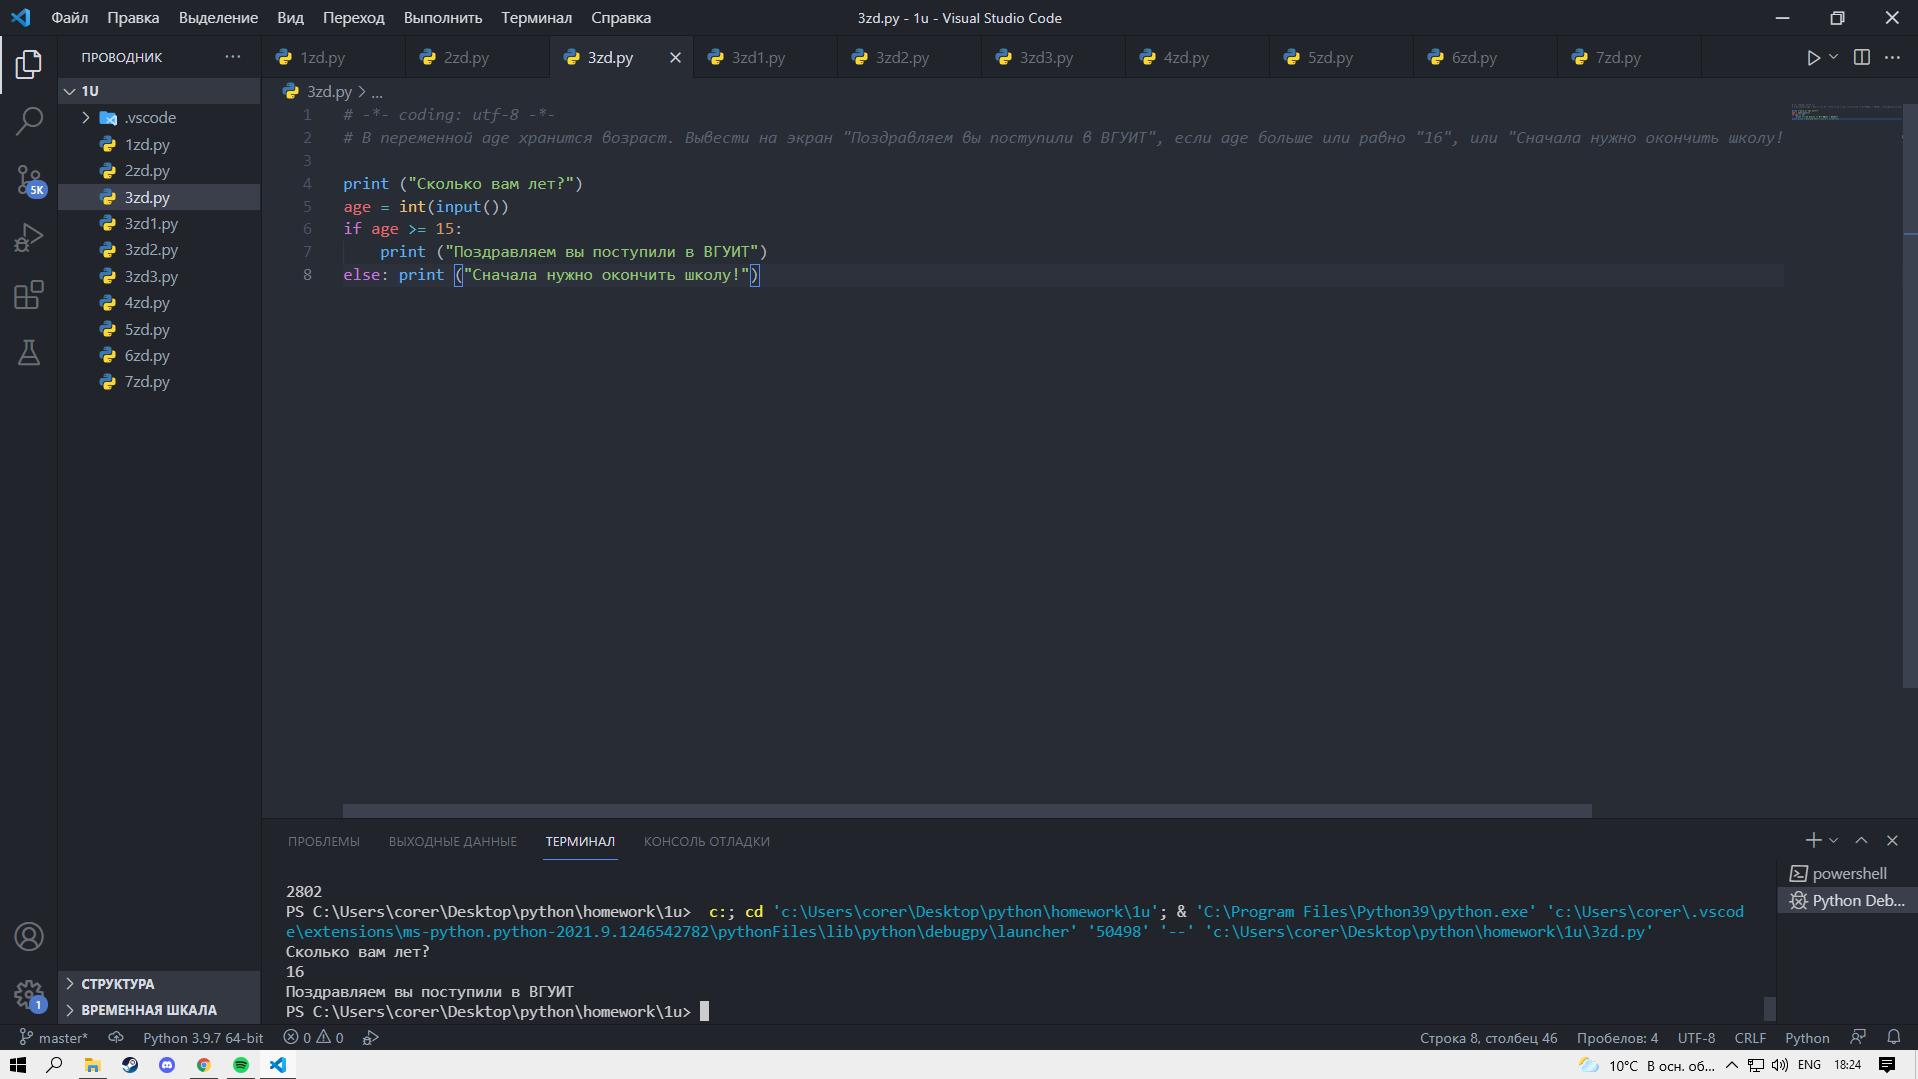 Файл Правка Выделение Вид Переход Выполнить Терминал Справка
3zd.py - 1u - Visual Studio Code
ПРОВОДНИК
1zd.py 2zd.py 3zd.py 3zd1.py 3zd2.py 3zd3.py 4zd.py 5zd.py 6zd.py 7zd.py
1U
.vscode
1zd.py
2zd.py
3zd.py
3zd1.py
3zd2.py
3zd3.py
4zd.py
5zd.py
6zd.py
7zd.py
5K
3zd.py > ...
1 # -*- coding: utf-8 -*-
2 # В переменной age хранится возраст. Вывести на экран "Поздравляем вы поступили в ВГУИТ", если age больше или равно "16", или "Сначала нужно окончить школу!
3
4 print ("Сколько вам лет?")
5 age = int(input())
6 if age >= 15:
7 print ("Поздравляем вы поступили в ВГУИТ")
8 else: print ("Сначала нужно окончить школу!")
ПРОБЛЕМЫ ВЫХОДНЫЕ ДАННЫЕ ТЕРМИНАЛ КОНСОЛЬ ОТЛАДКИ
powershell
Python Deb...
2802
PS C:\Users\corer\Desktop\python\homework\1u> c:; cd 'c:\Users\corer\Desktop\python\homework\1u'; & 'C:\Program Files\Python39\python.exe' 'c:\Users\corer\.vscod
e\extensions\ms-python.python-2021.9.1246542782\pythonFiles\lib\python\debugpy\launcher' '50498' '--' 'c:\Users\corer\Desktop\python\homework\1u\3zd.py'
Сколько вам лет?
16
Поздравляем вы поступили в ВГУИТ
PS C:\Users\corer\Desktop\python\homework\1u>
СТРУКТУРА
ВРЕМЕННАЯ ШКАЛА
1
master* Python 3.9.7 64-bit 0 0
Строка 8, столбец 46 Пробелов: 4 UTF-8 CRLF Python
10°C В осн. об... ENG 18:24